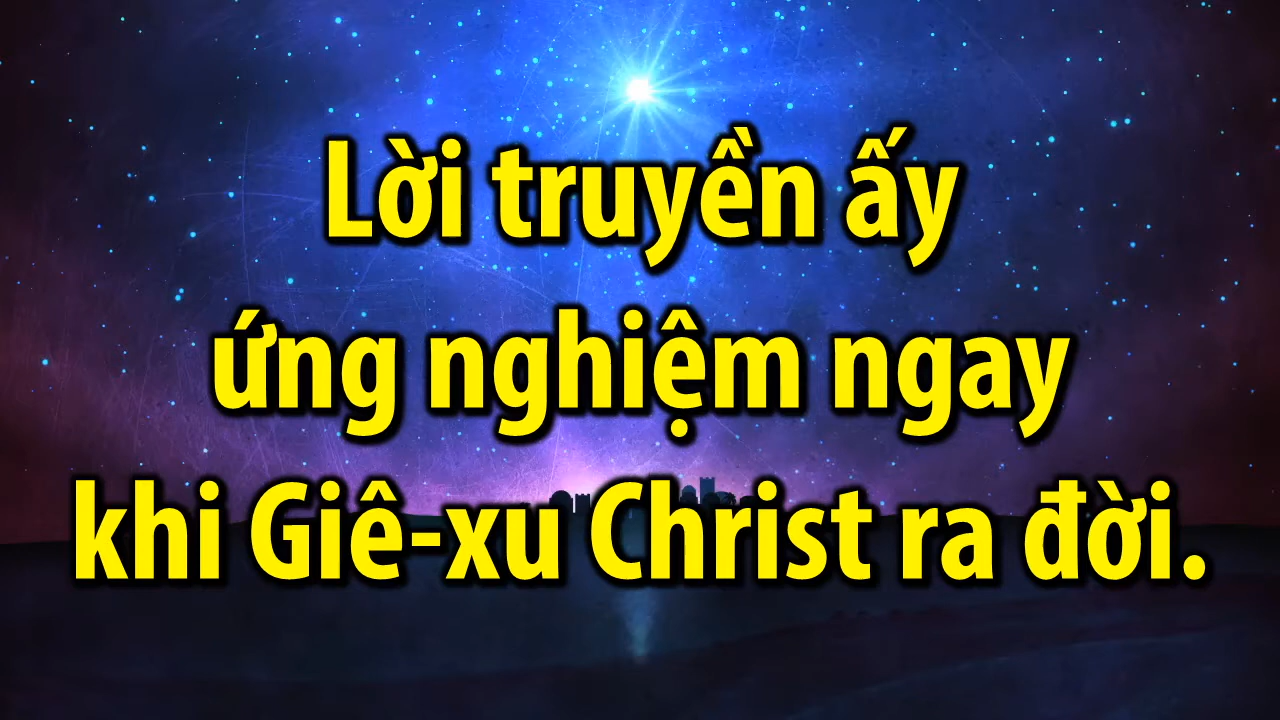 Lời truyền ấy
ứng nghiệm ngay
khi Giê-xu Christ ra đời.